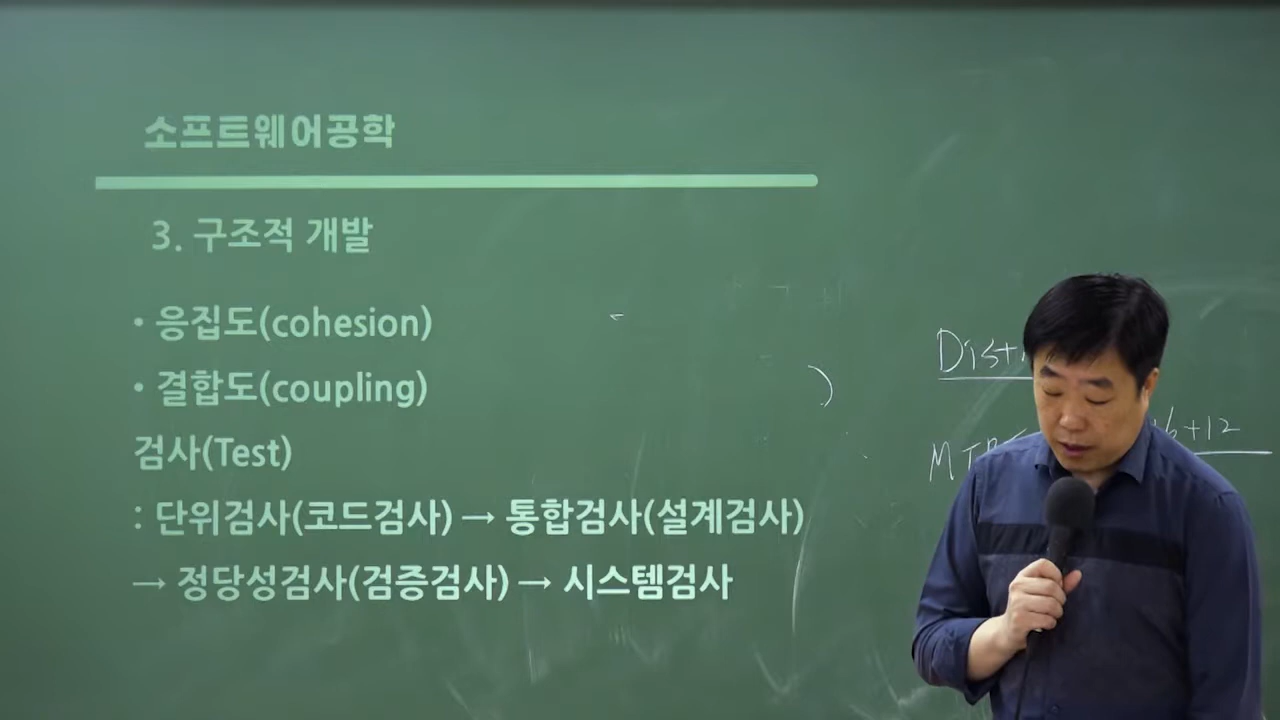 소프트웨어공학
3. 구조적 개발
• 응집도(cohesion)
• 결합도(coupling)
검사(Test)
: 단위검사(코드검사) → 통합검사(설계검사)
→ 정당성검사(검증검사) → 시스템검사
16+12